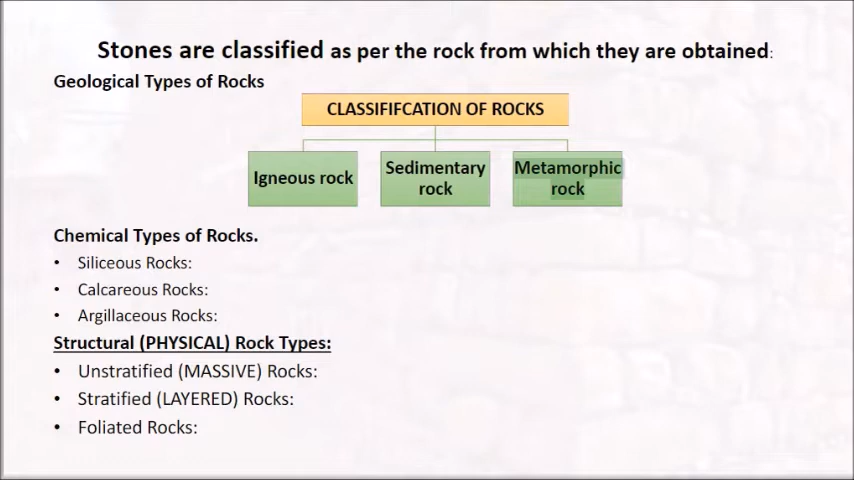 Stones are classified as per the rock from which they are obtained:
Geological Types of Rocks
CLASSIFIFCATION OF ROCKS
Igneous rock
Sedimentary
rock
Metamorphic
rock
Chemical Types of Rocks.
• Siliceous Rocks:
• Calcareous Rocks:
• Argillaceous Rocks:
Structural (PHYSICAL) Rock Types:
• Unstratified (MASSIVE) Rocks:
• Stratified (LAYERED) Rocks:
• Foliated Rocks: